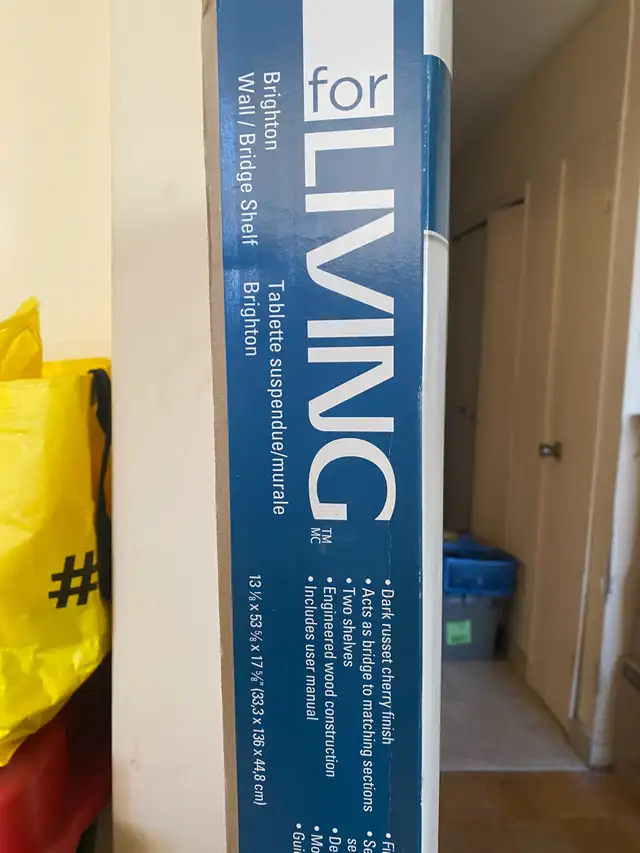 for
LIVING
TM
MC
Brighton
Wall / Bridge Shelf
Tablette suspendue/murale
Brighton
• Dark russet cherry finish
• Acts as bridge to matching sections
• Two shelves
• Engineered wood construction
• Includes user manual
13 1/8 x 53 5/8 x 17 5/8" (33,3 x 136 x 44,8 cm)
#